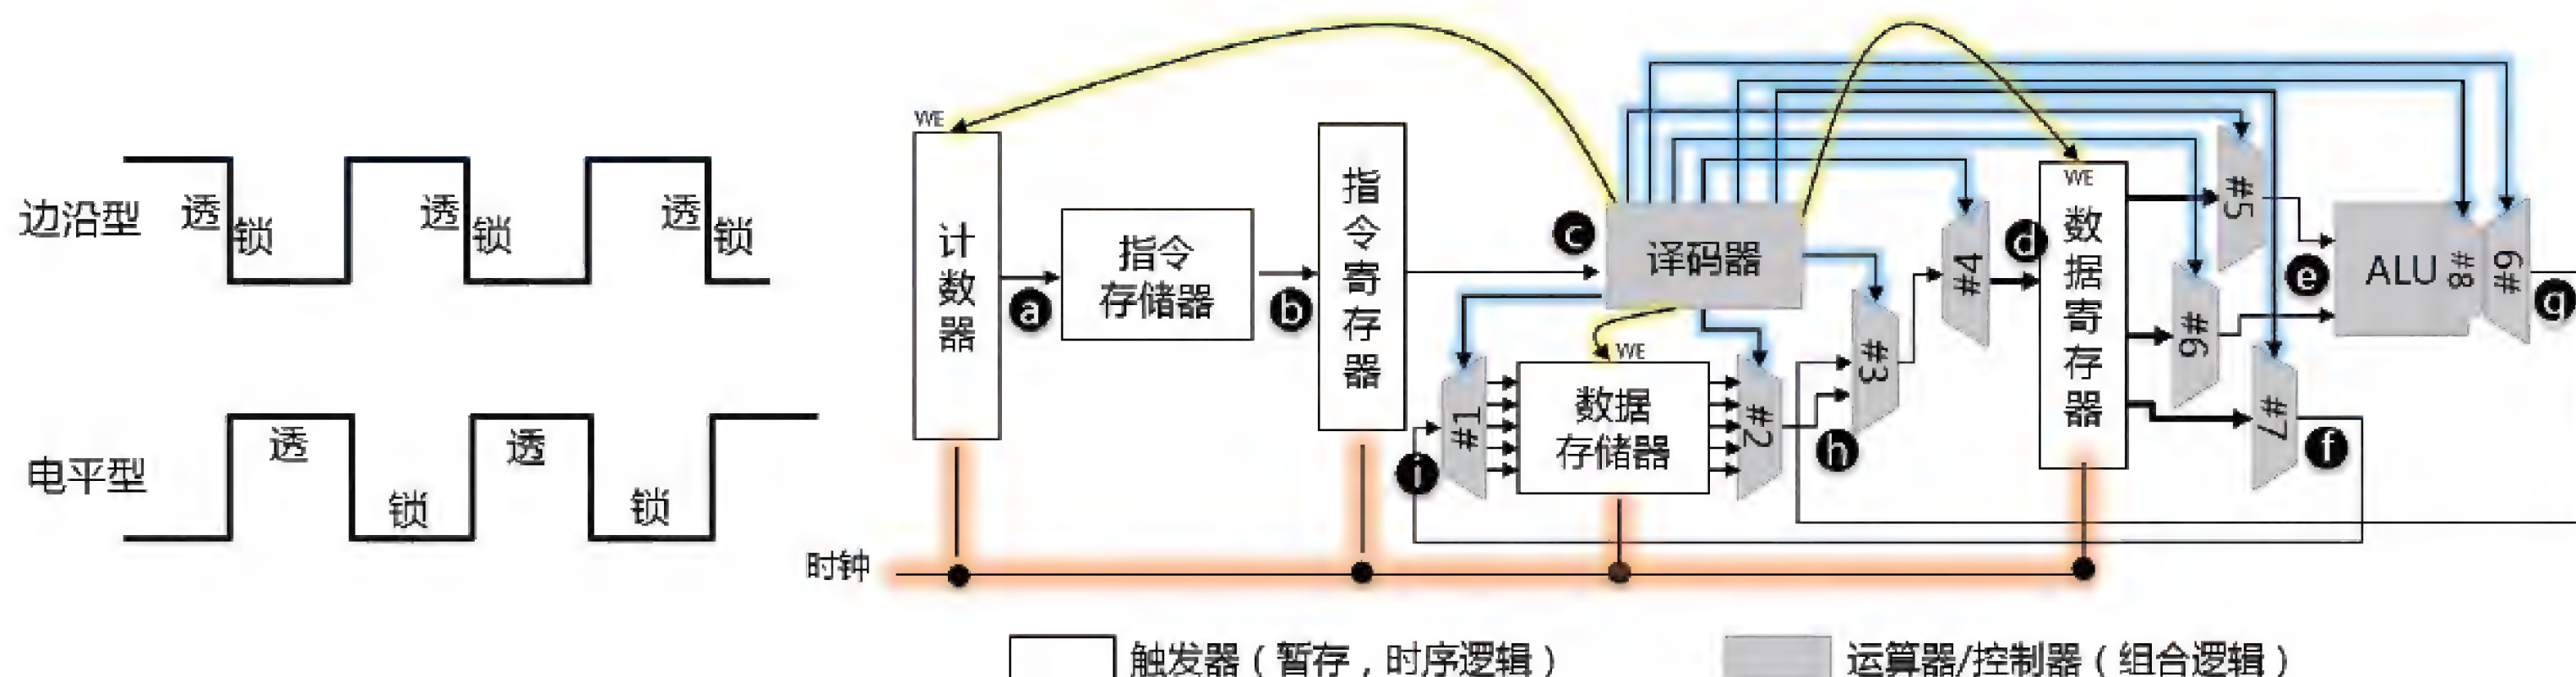 边沿型
透
锁
透
锁
透
锁
电平型
透
锁
透
锁
WE
计数器
a
指令
存储器
b
指令寄存器
c
译码器
#1
i
WE
数据
存储器
#2
h
#3
#4
d
WE
数据寄存器
#5
#6
#7
e
f
ALU
#8
#9
g
时钟
触发器（暂存，时序逻辑）
运算器/控制器（组合逻辑）